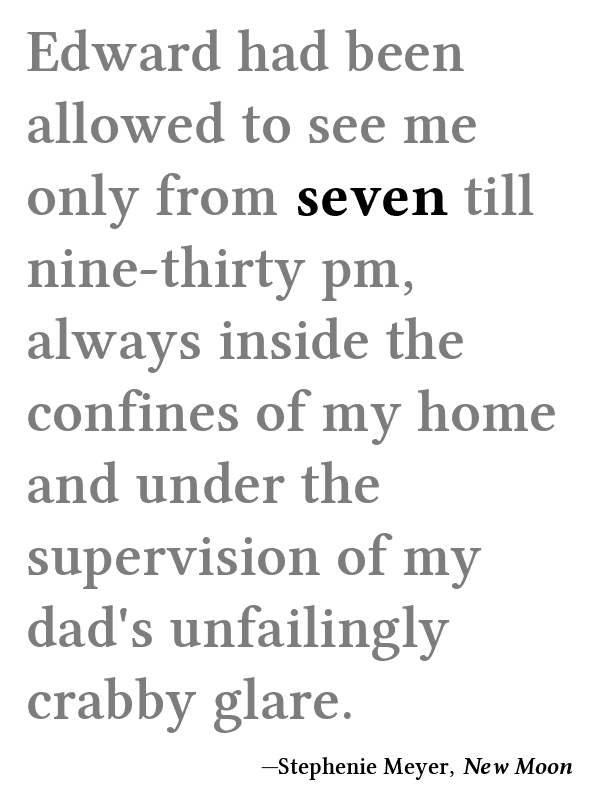 Edward had been
allowed to see me
only from seven till
nine-thirty pm,
always inside the
confines of my home
and under the
supervision of my
dad's unfailingly
crabby glare.
—Stephenie Meyer, New Moon